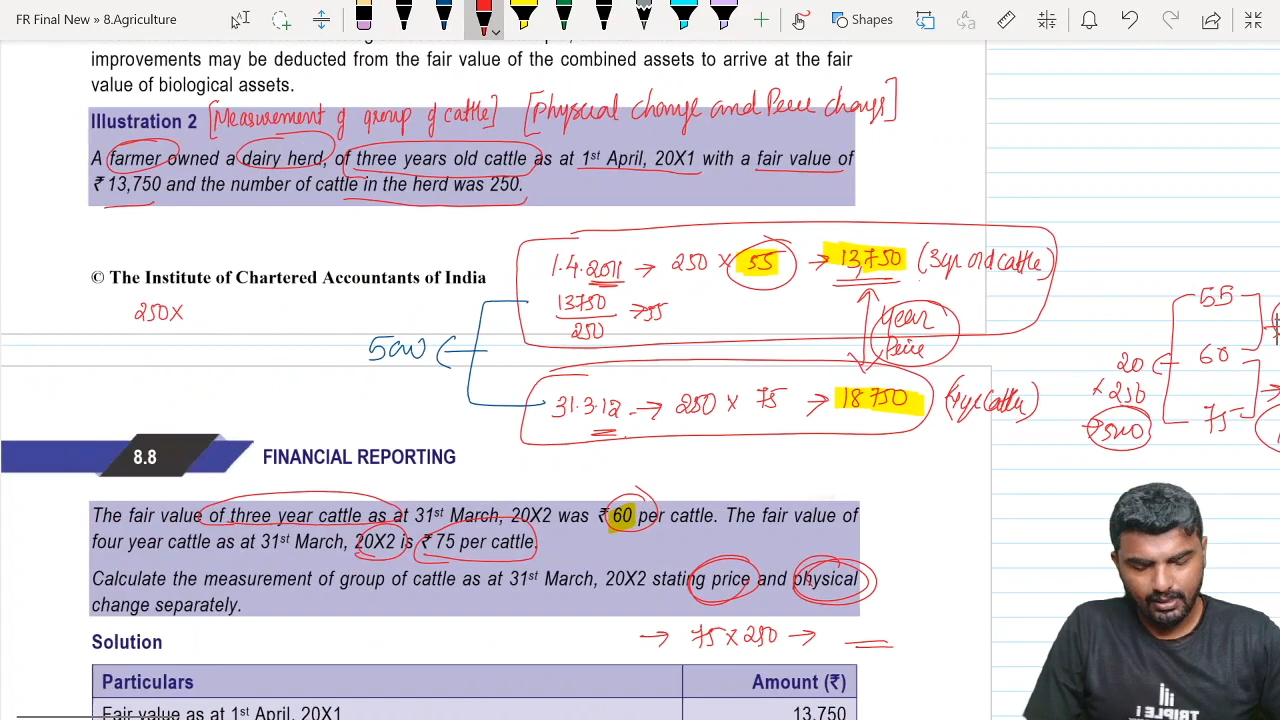 FR Final New » 8.Agriculture
Shapes
improvements may be deducted from the fair value of the combined assets to arrive at the fair
value of biological assets.
Illustration 2 [Measurement of group of cattle] [Physical change and Price change]
A farmer owned a dairy herd, of three years old cattle as at 1st April, 20X1 with a fair value of
₹ 13,750 and the number of cattle in the herd was 250.
1.4.2011 → 250 × 55 → 13,750 (3yr old cattle)
13750
250
→ 55
© The Institute of Chartered Accountants of India
250 ×
5000
Year
Price
31.3.12 → 250 × 75 → 18750 (4yr cattle)
55
60
75
20
× 250
5000
8.8 FINANCIAL REPORTING
The fair value of three year cattle as at 31st March, 20X2 was ₹ 60 per cattle. The fair value of
four year cattle as at 31st March, 20X2 is ₹ 75 per cattle.
Calculate the measurement of group of cattle as at 31st March, 20X2 stating price and physical
change separately.
→ 75 × 250 →
Solution
Particulars Amount (₹)
Fair value as at 1st April, 20X1 13,750
TRIPLE I